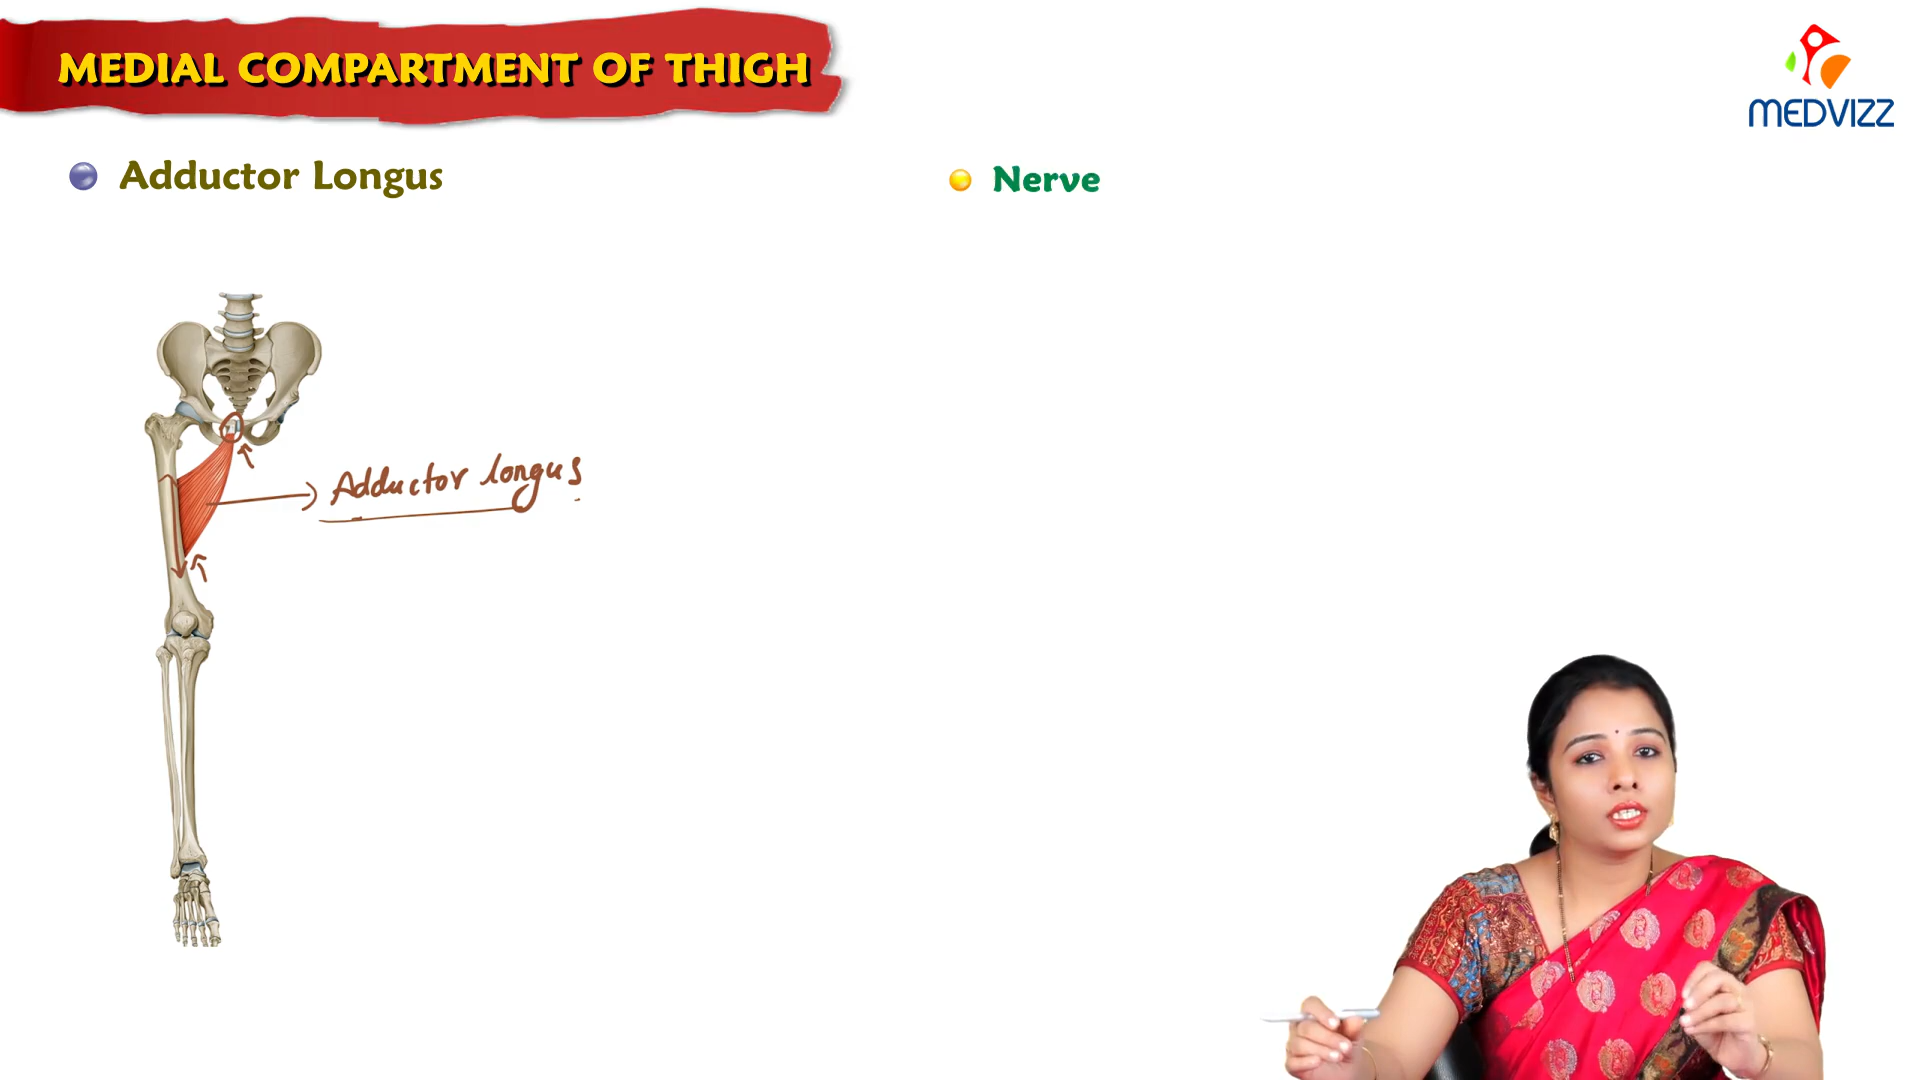 MEDIAL COMPARTMENT OF THIGH
MEDVIZZ
Adductor Longus
Nerve
Adductor longus